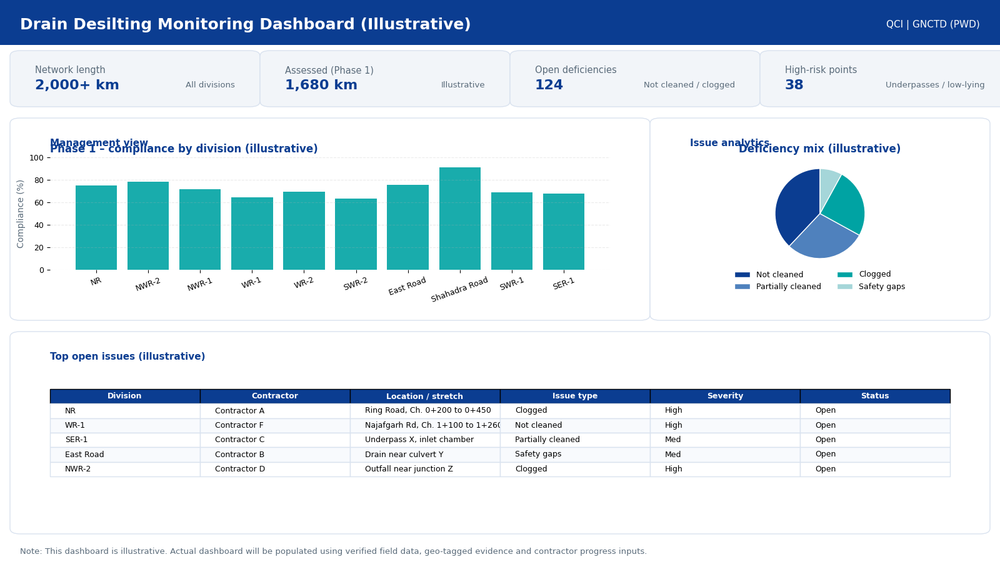 Drain Desilting Monitoring Dashboard (Illustrative)
QCI | GNCTD (PWD)
Network length
2,000+ km
All divisions
Assessed (Phase 1)
1,680 km
Illustrative
Open deficiencies
124
Not cleaned / clogged
High-risk points
38
Underpasses / low-lying
Management view
Phase 1 – compliance by division (illustrative)
Compliance (%)
100
80
60
40
20
0
NR
NWR-2
NWR-1
WR-1
WR-2
SWR-2
East Road
Shahadra Road
SWR-1
SER-1
Issue analytics
Deficiency mix (illustrative)
Not cleaned
Partially cleaned
Clogged
Safety gaps
Top open issues (illustrative)
Division Contractor Location / stretch Issue type Severity Status
NR Contractor A Ring Road, Ch. 0+200 to 0+450 Clogged High Open
WR-1 Contractor F Najafgarh Rd, Ch. 1+100 to 1+260 Not cleaned High Open
SER-1 Contractor C Underpass X, inlet chamber Partially cleaned Med Open
East Road Contractor B Drain near culvert Y Safety gaps Med Open
NWR-2 Contractor D Outfall near junction Z Clogged High Open
Note: This dashboard is illustrative. Actual dashboard will be populated using verified field data, geo-tagged evidence and contractor progress inputs.